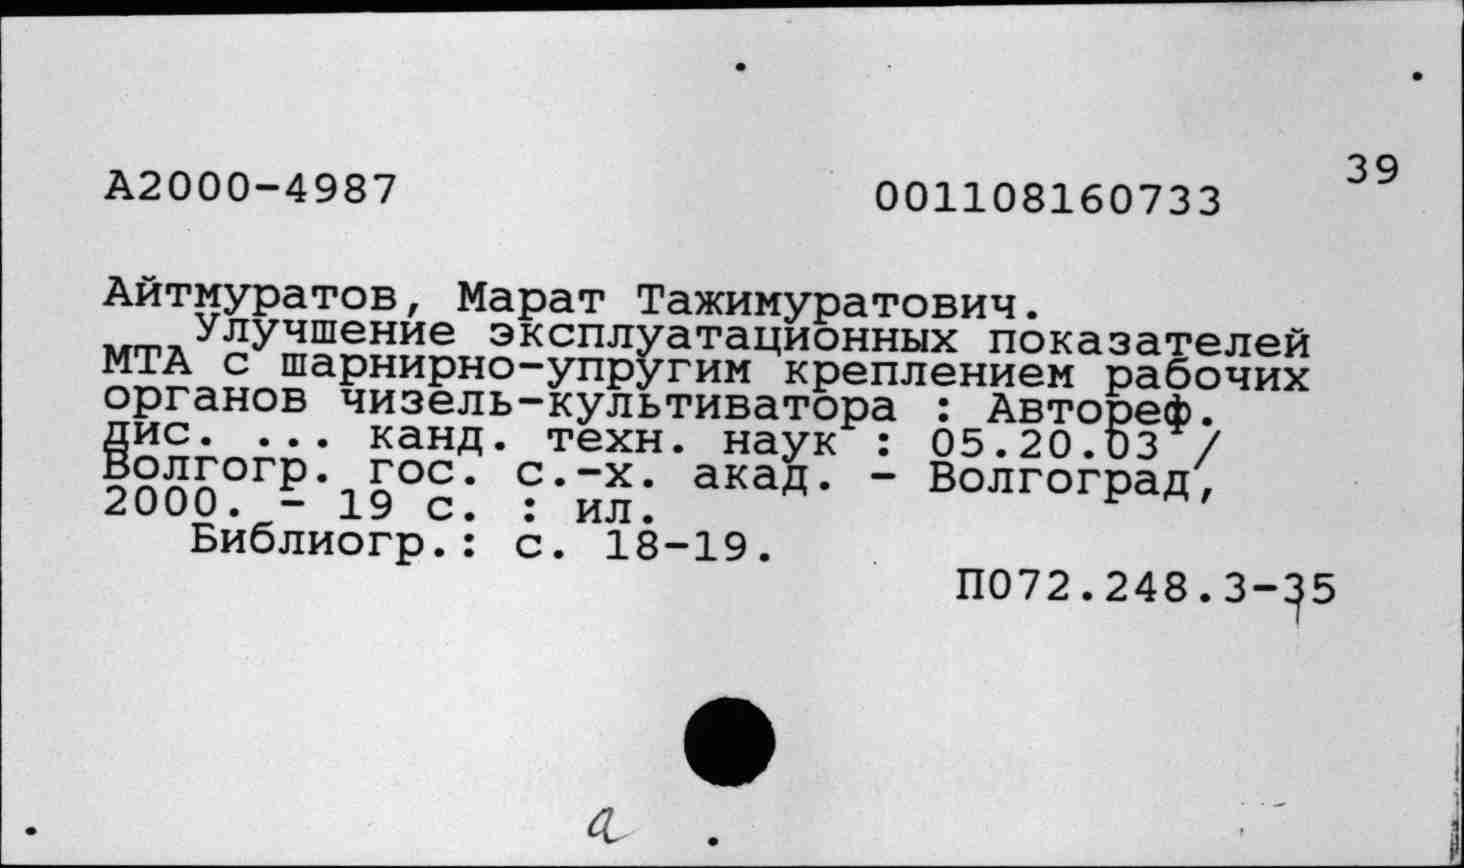 39
А2000-4987 001108160733
Айтмуратов, Марат Тажимуратович.
Улучшение эксплуатационных показателей
МТА с шарнирно-упругим креплением рабочих
органов чизель-культиватора : Автореф.
дис. ... канд. техн. наук : 05.20.03 /
Волгогр. гос. с.-х. акад. - Волгоград,
2000. - 19 с. : ил.
Библиогр.: с. 18-19.
П072.248.3-35
а